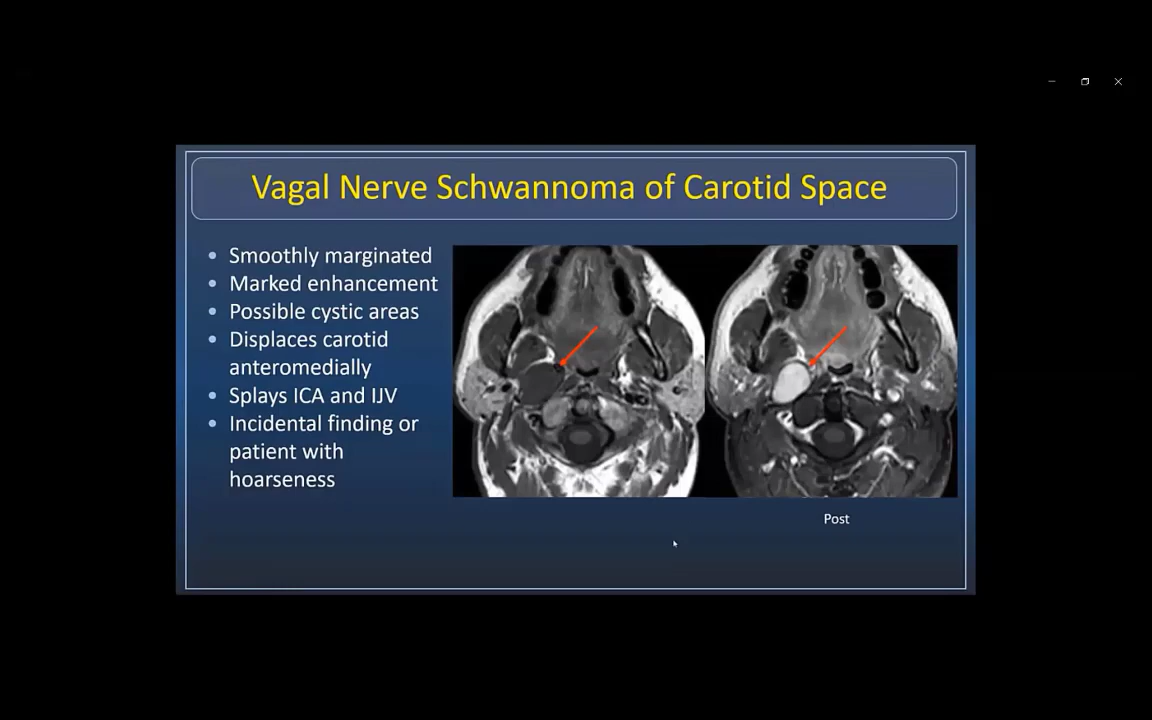 Vagal Nerve Schwannoma of Carotid Space
• Smoothly marginated
• Marked enhancement
• Possible cystic areas
• Displaces carotid
anteromedially
• Splays ICA and IJV
• Incidental finding or
patient with
hoarseness
Post